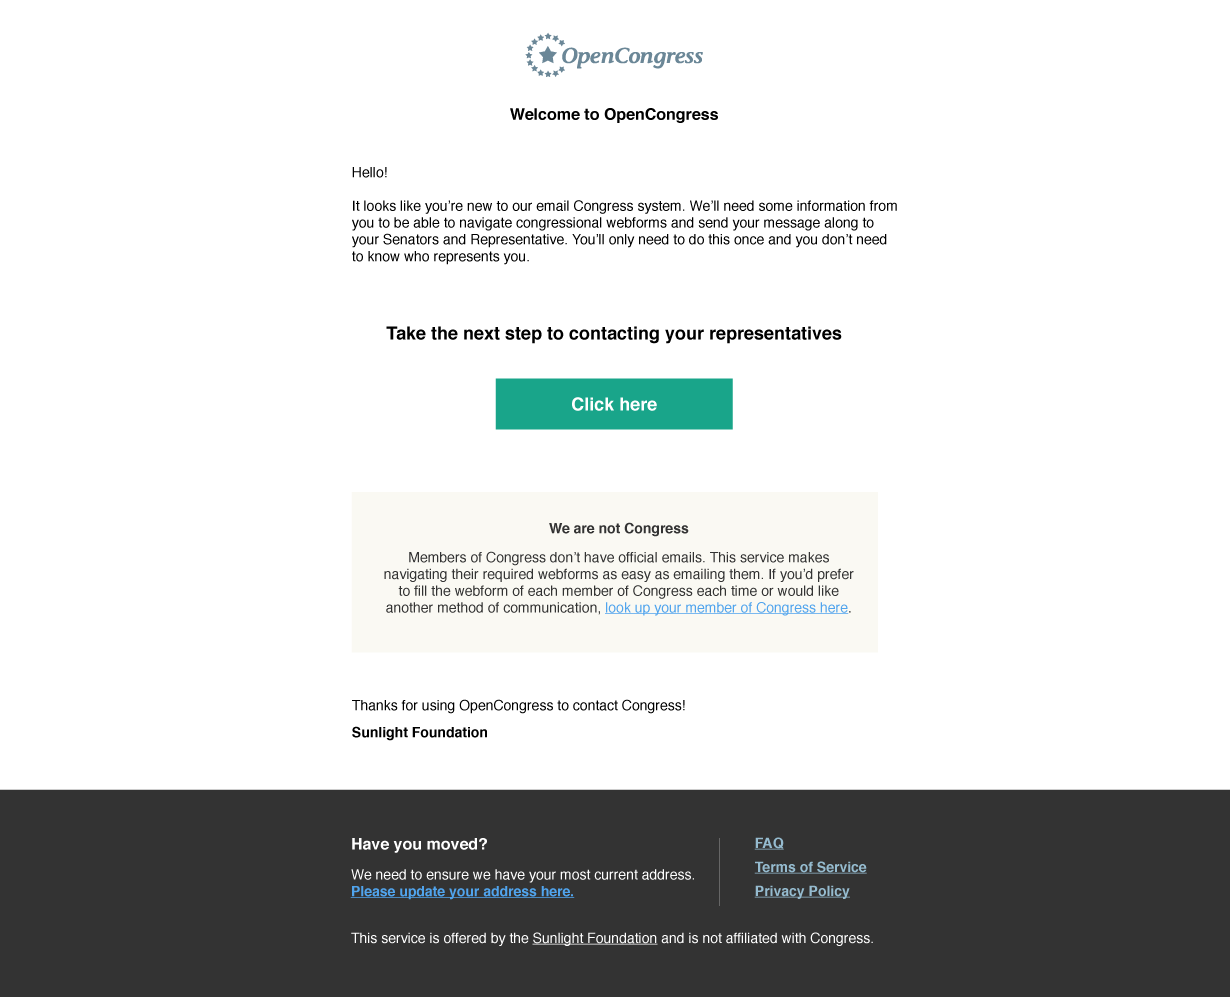 OpenCongress
Welcome to OpenCongress
Hello!
It looks like you’re new to our email Congress system. We’ll need some information from
you to be able to navigate congressional webforms and send your message along to
your Senators and Representative. You’ll only need to do this once and you don’t need
to know who represents you.
Take the next step to contacting your representatives
Click here
We are not Congress
Members of Congress don’t have official emails. This service makes
navigating their required webforms as easy as emailing them. If you’d prefer
to fill the webform of each member of Congress each time or would like
another method of communication, look up your member of Congress here.
Thanks for using OpenCongress to contact Congress!
Sunlight Foundation
Have you moved?
We need to ensure we have your most current address.
Please update your address here.
FAQ
Terms of Service
Privacy Policy
This service is offered by the Sunlight Foundation and is not affiliated with Congress.